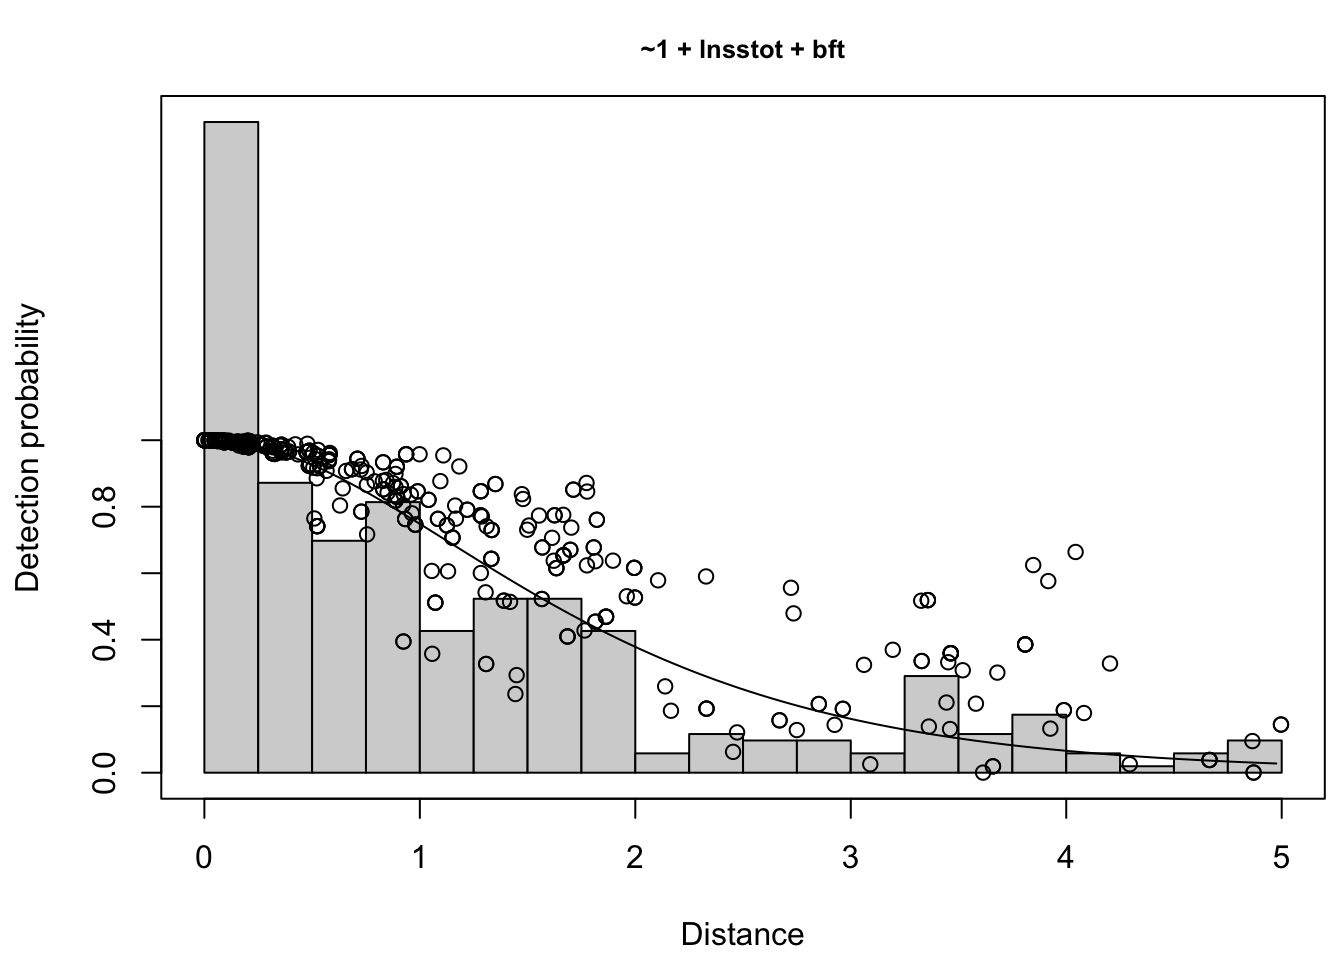 ~1 + lnsstot + bft
Detection probability
0.8
0.4
0.0
0 1 2 3 4 5
Distance